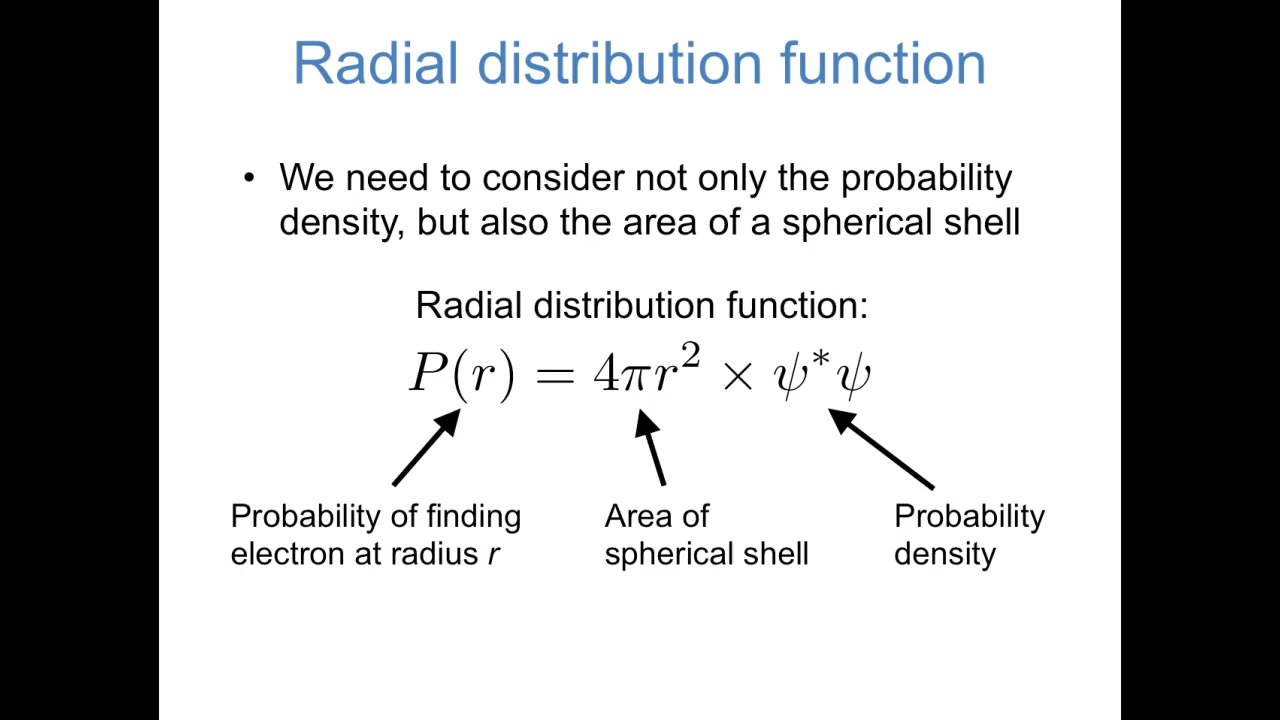 Radial distribution function
• We need to consider not only the probability
density, but also the area of a spherical shell
Radial distribution function:
P(r) = 4πr² × ψ*ψ
Probability of finding
electron at radius r
Area of
spherical shell
Probability
density